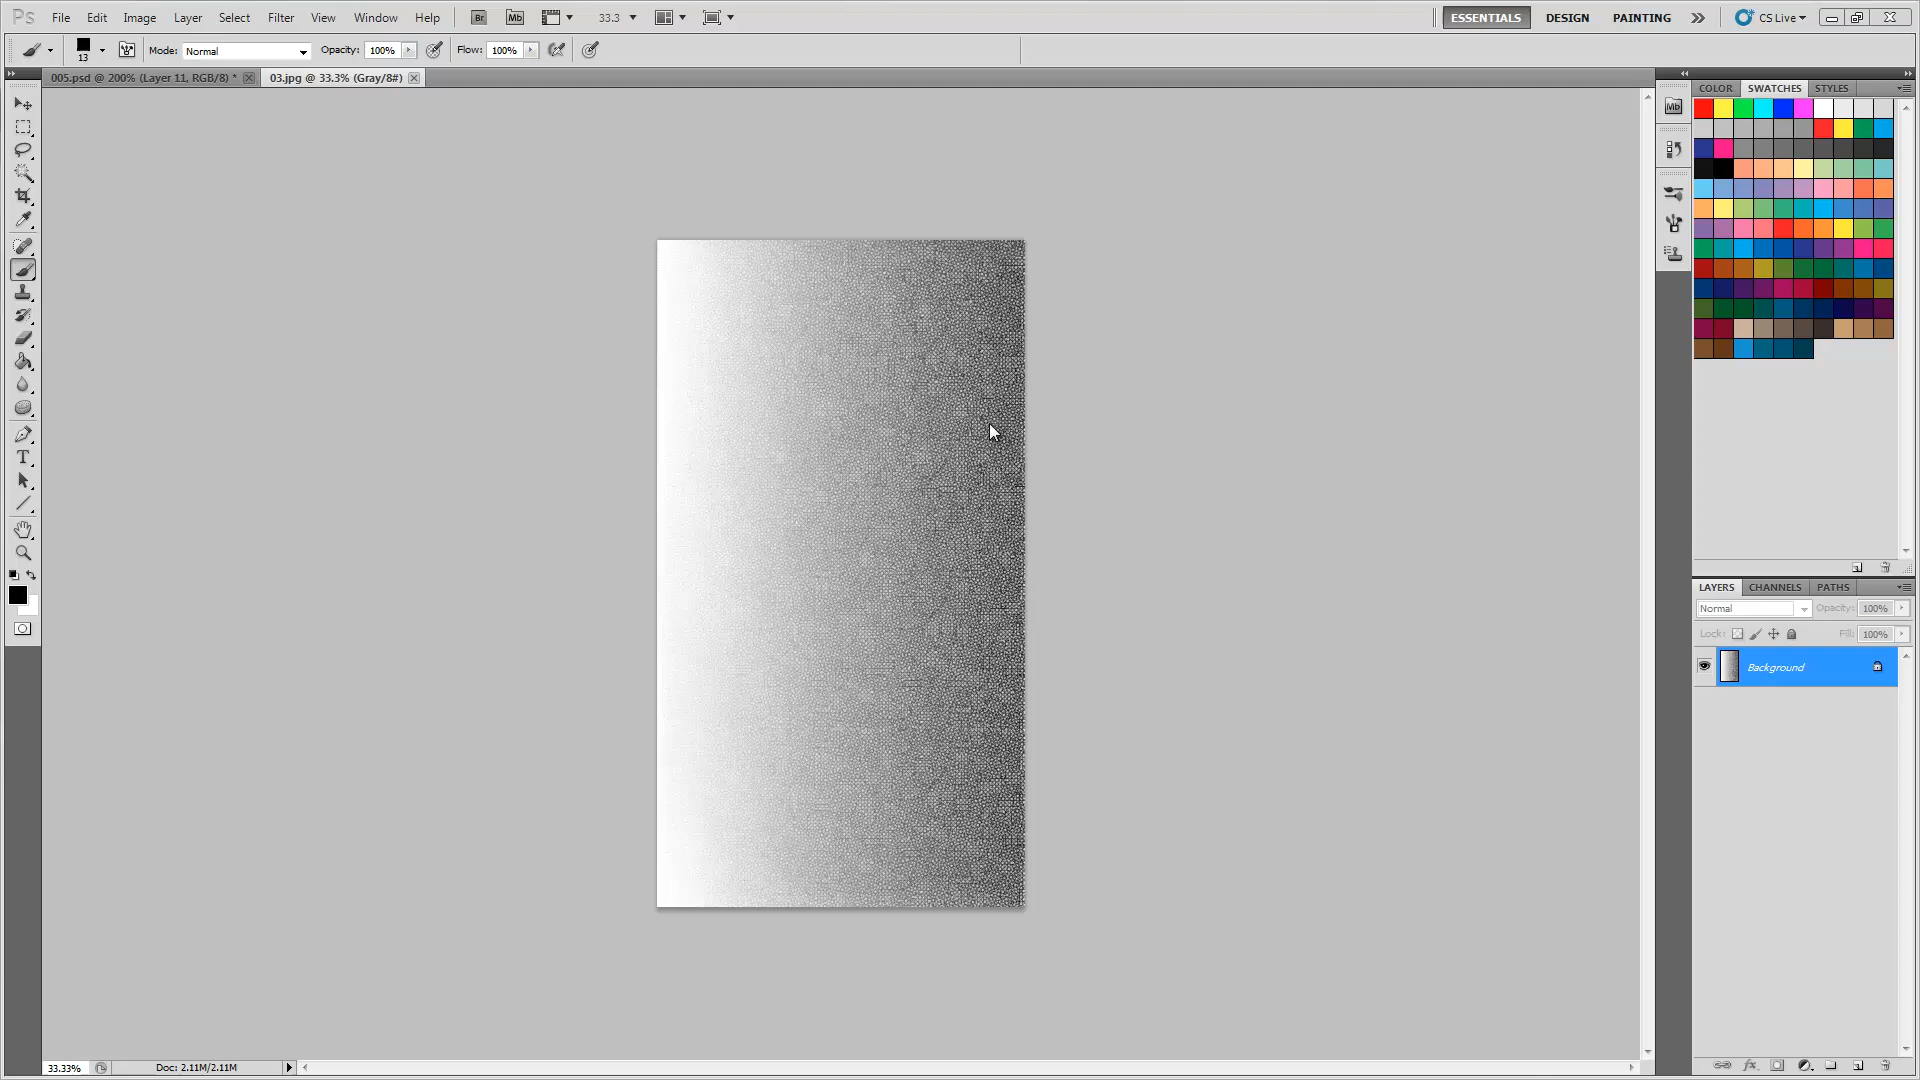 Ps File Edit Image Layer Select Filter View Window Help Br Mb 33.3 ESSENTIALS DESIGN PAINTING CS Live
13 Mode: Normal Opacity: 100% Flow: 100%
005.psd @ 200% (Layer 11, RGB/8) * 03.jpg @ 33.3% (Gray/8#)
COLOR SWATCHES STYLES
Mb
T
LAYERS CHANNELS PATHS
Normal Opacity: 100%
Lock: Fill: 100%
Background
33.33% Doc: 2.11M/2.11M
fx